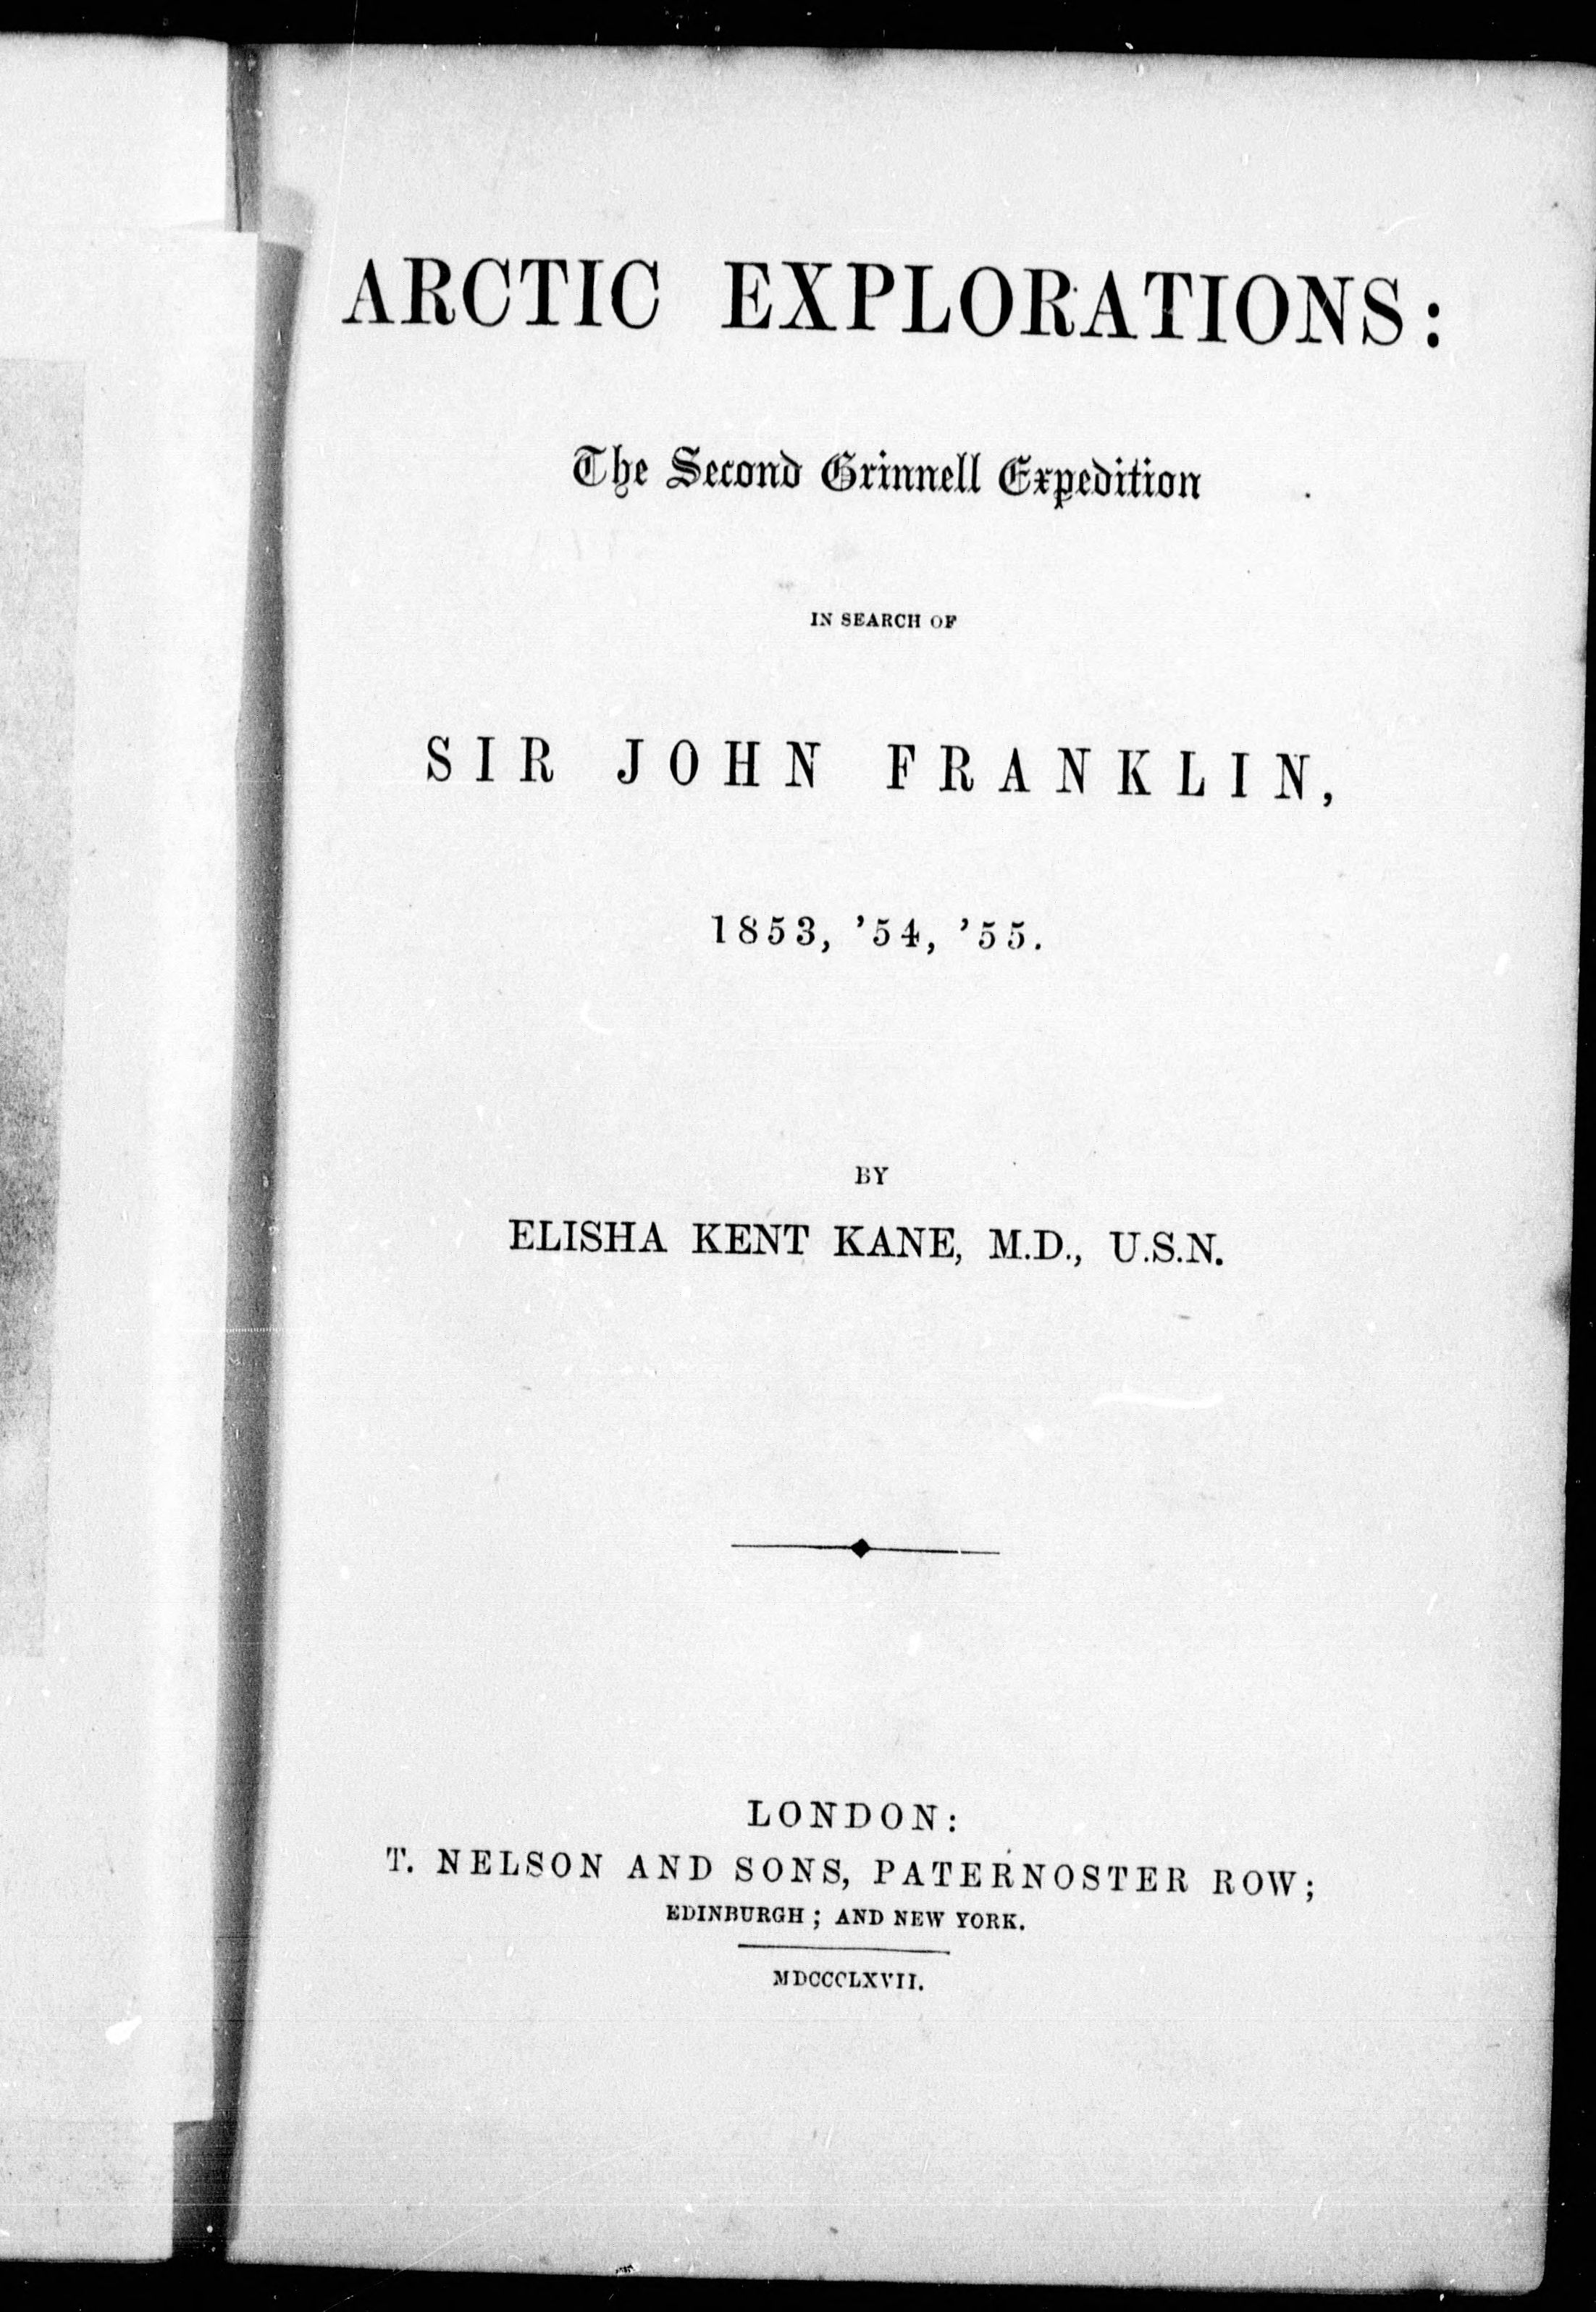 ARCTIC EXPLORATIONS:
The Second Grinnell Expedition
IN SEARCH OF
SIR JOHN FRANKLIN,
1853, ’54, ’55.
BY
ELISHA KENT KANE, M.D., U.S.N.
LONDON:
T. NELSON AND SONS, PATERNOSTER ROW;
EDINBURGH; AND NEW YORK.
MDCCCLXVII.